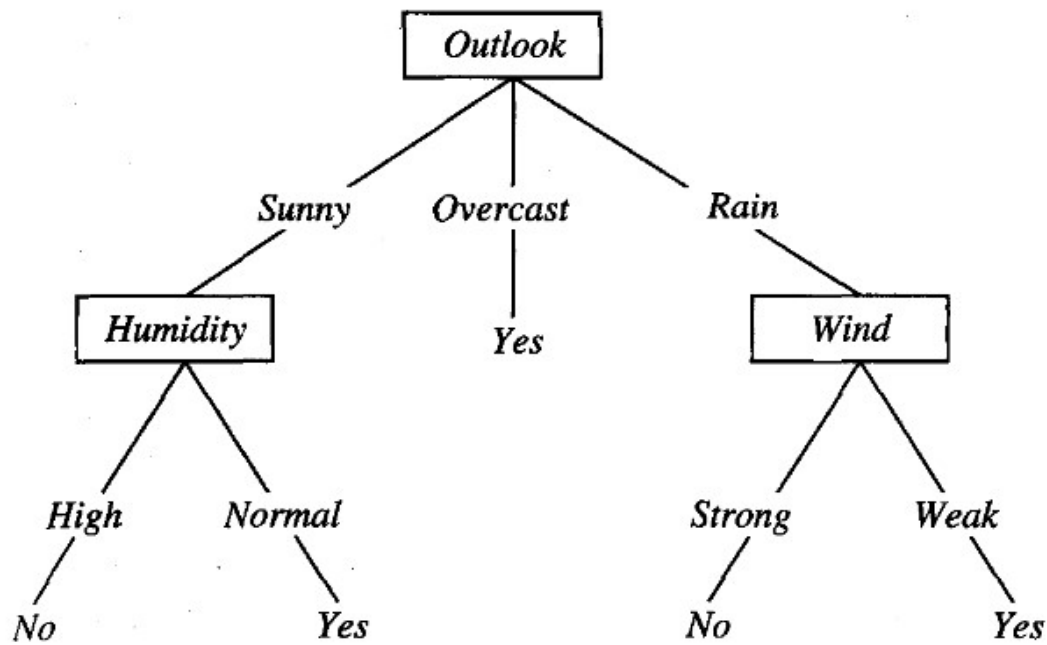 Outlook
Sunny Overcast Rain
Humidity Yes Wind
High Normal Strong Weak
No Yes No Yes